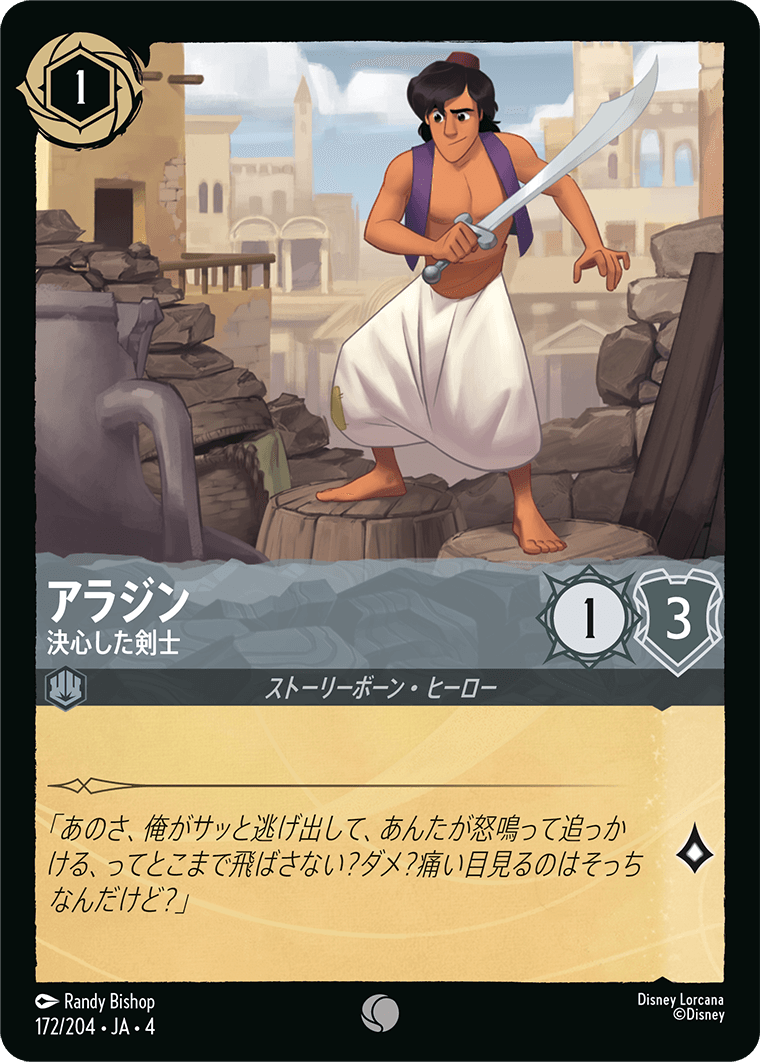 1
アラジン
決心した剣士
1
3
ストーリーボーン・ヒーロー
「あのさ、俺がサッと逃げ出して、あんたが怒鳴って追っか
ける、ってとこまで飛ばさない?ダメ?痛い目見るのはそっち
なんだけど?」
Randy Bishop
172/204・JA・4
Disney Lorcana
©Disney